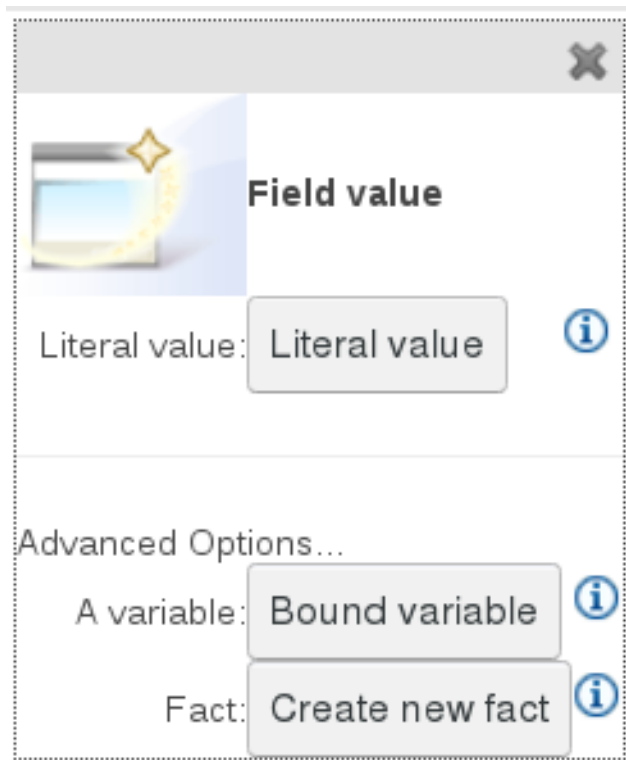 Field value
Literal value: Literal value
Advanced Options...
A variable: Bound variable
Fact: Create new fact